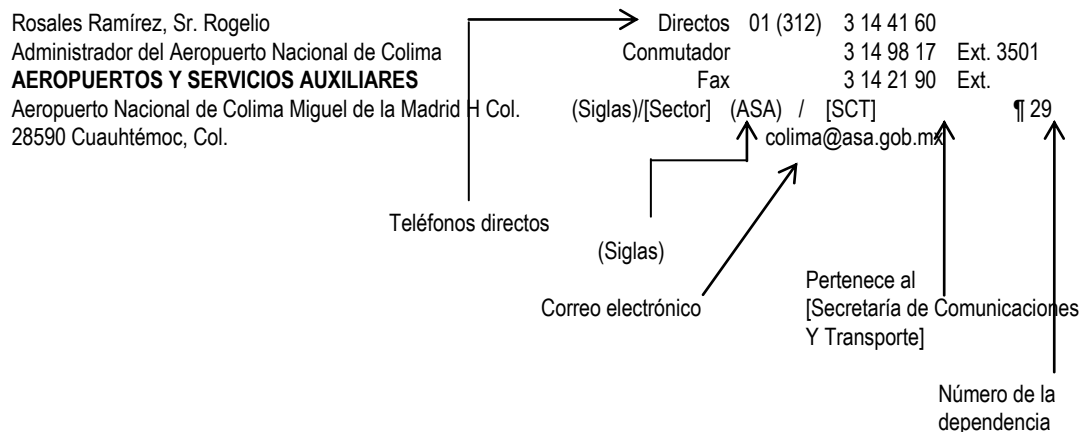 Rosales Ramírez, Sr. Rogelio Directos 01 (312) 3 14 41 60
Administrador del Aeropuerto Nacional de Colima Conmutador 3 14 98 17 Ext. 3501
AEROPUERTOS Y SERVICIOS AUXILIARES Fax 3 14 21 90 Ext.
Aeropuerto Nacional de Colima Miguel de la Madrid H Col. (Siglas)/[Sector] (ASA) / [SCT] ¶ 29
28590 Cuauhtémoc, Col. colima@asa.gob.mx
Teléfonos directos
(Siglas)
Correo electrónico
Pertenece al
[Secretaría de Comunicaciones
Y Transporte]
Número de la
dependencia